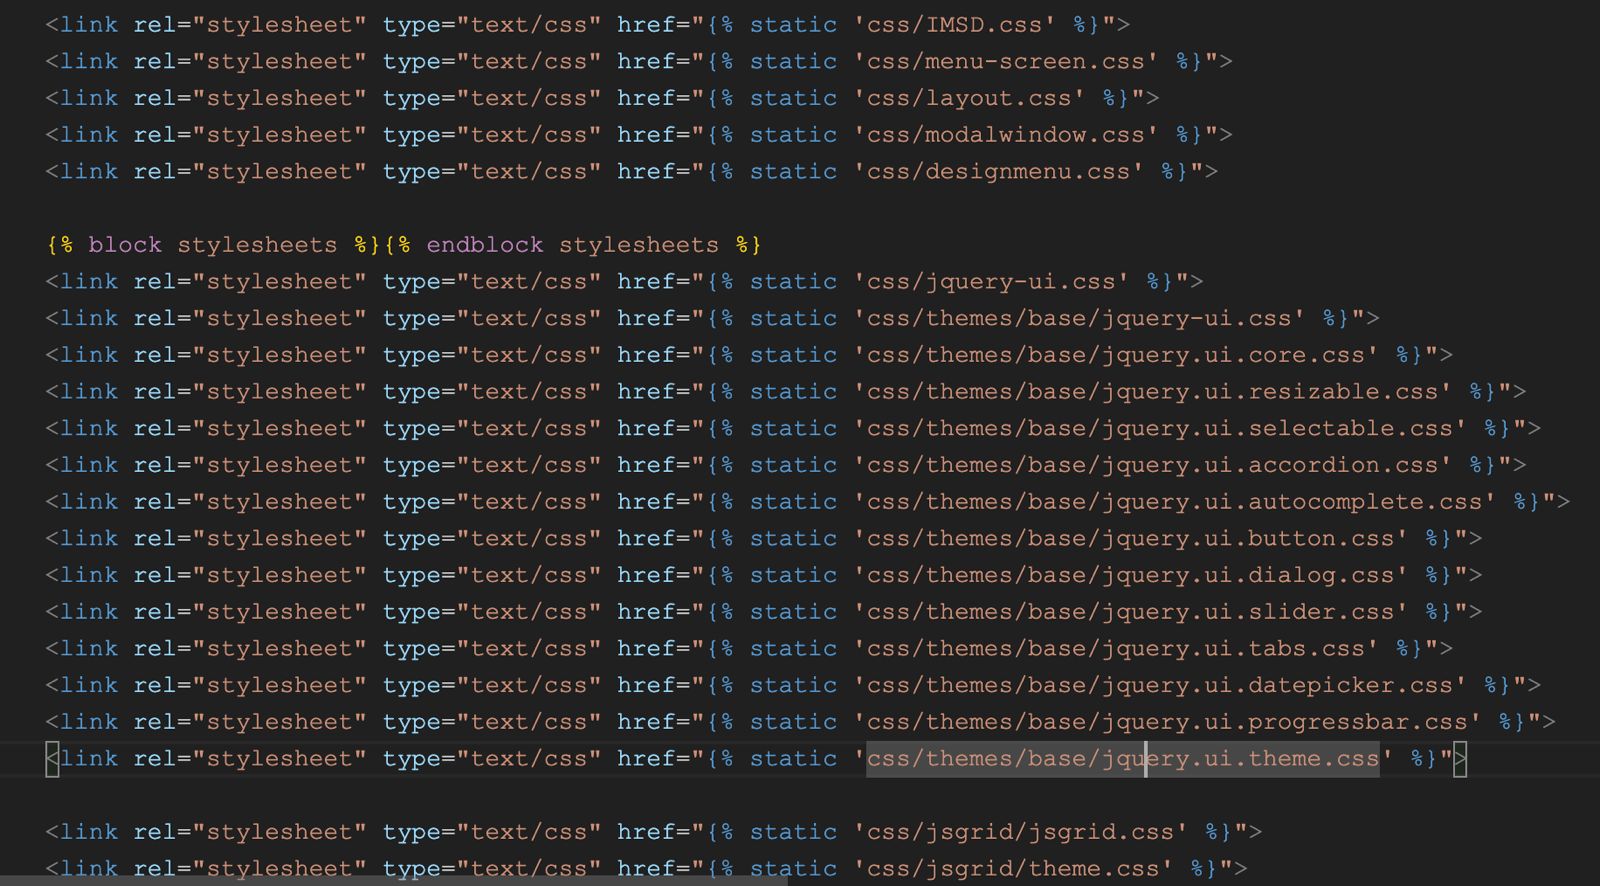 <link rel="stylesheet" type="text/css" href="{% static 'css/IMSD.css' %}">
<link rel="stylesheet" type="text/css" href="{% static 'css/menu-screen.css' %}">
<link rel="stylesheet" type="text/css" href="{% static 'css/layout.css' %}">
<link rel="stylesheet" type="text/css" href="{% static 'css/modalwindow.css' %}">
<link rel="stylesheet" type="text/css" href="{% static 'css/designmenu.css' %}">
{% block stylesheets %}{% endblock stylesheets %}
<link rel="stylesheet" type="text/css" href="{% static 'css/jquery-ui.css' %}">
<link rel="stylesheet" type="text/css" href="{% static 'css/themes/base/jquery-ui.css' %}">
<link rel="stylesheet" type="text/css" href="{% static 'css/themes/base/jquery.ui.core.css' %}">
<link rel="stylesheet" type="text/css" href="{% static 'css/themes/base/jquery.ui.resizable.css' %}">
<link rel="stylesheet" type="text/css" href="{% static 'css/themes/base/jquery.ui.selectable.css' %}">
<link rel="stylesheet" type="text/css" href="{% static 'css/themes/base/jquery.ui.accordion.css' %}">
<link rel="stylesheet" type="text/css" href="{% static 'css/themes/base/jquery.ui.autocomplete.css' %}">
<link rel="stylesheet" type="text/css" href="{% static 'css/themes/base/jquery.ui.button.css' %}">
<link rel="stylesheet" type="text/css" href="{% static 'css/themes/base/jquery.ui.dialog.css' %}">
<link rel="stylesheet" type="text/css" href="{% static 'css/themes/base/jquery.ui.slider.css' %}">
<link rel="stylesheet" type="text/css" href="{% static 'css/themes/base/jquery.ui.tabs.css' %}">
<link rel="stylesheet" type="text/css" href="{% static 'css/themes/base/jquery.ui.datepicker.css' %}">
<link rel="stylesheet" type="text/css" href="{% static 'css/themes/base/jquery.ui.progressbar.css' %}">
<link rel="stylesheet" type="text/css" href="{% static 'css/themes/base/jquery.ui.theme.css' %}">
<link rel="stylesheet" type="text/css" href="{% static 'css/jsgrid/jsgrid.css' %}">
<link rel="stylesheet" type="text/css" href="{% static 'css/jsgrid/theme.css' %}">